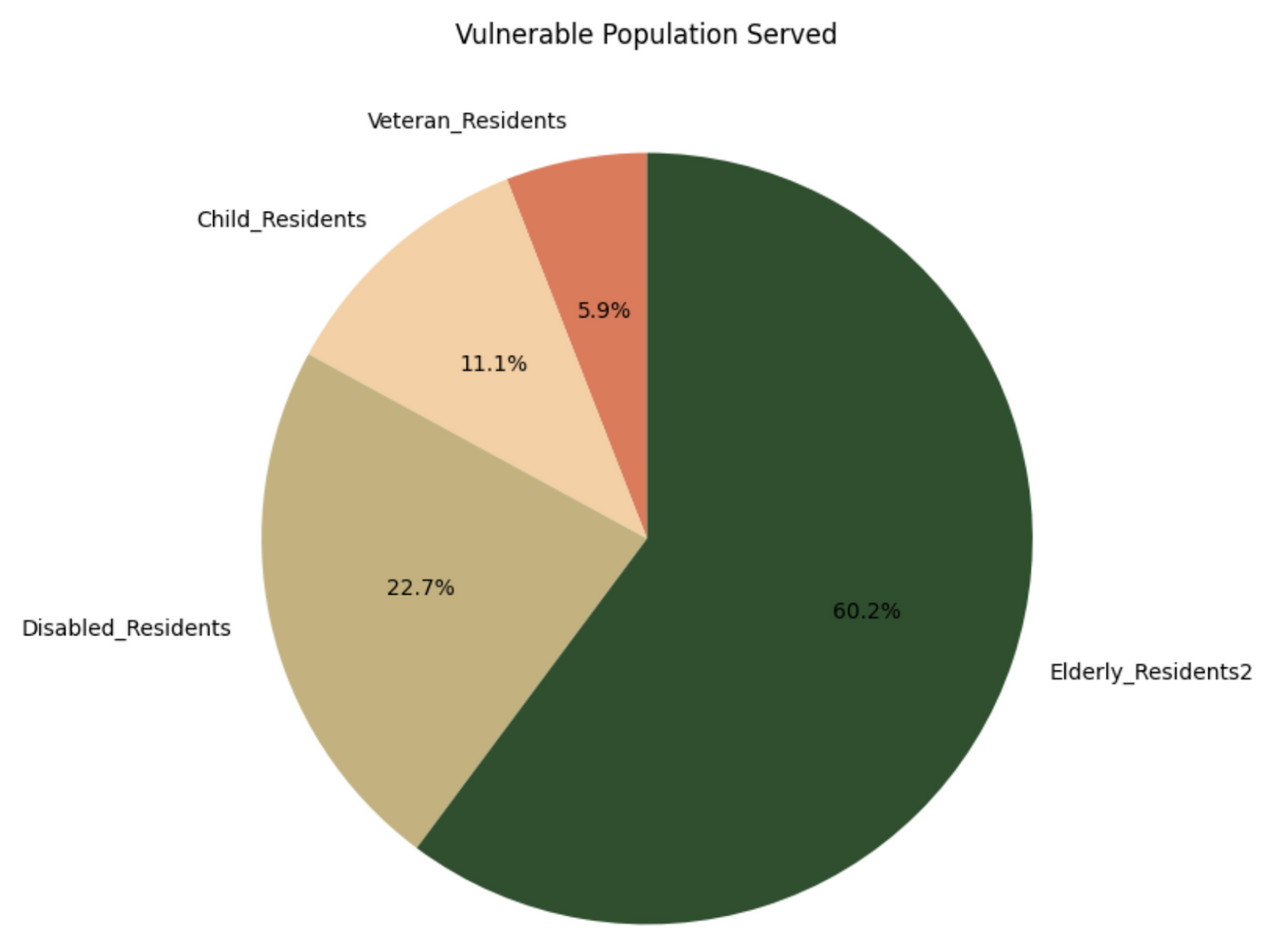 Vulnerable Population Served
Veteran_Residents
Child_Residents
5.9%
11.1%
22.7%
60.2%
Disabled_Residents
Elderly_Residents2